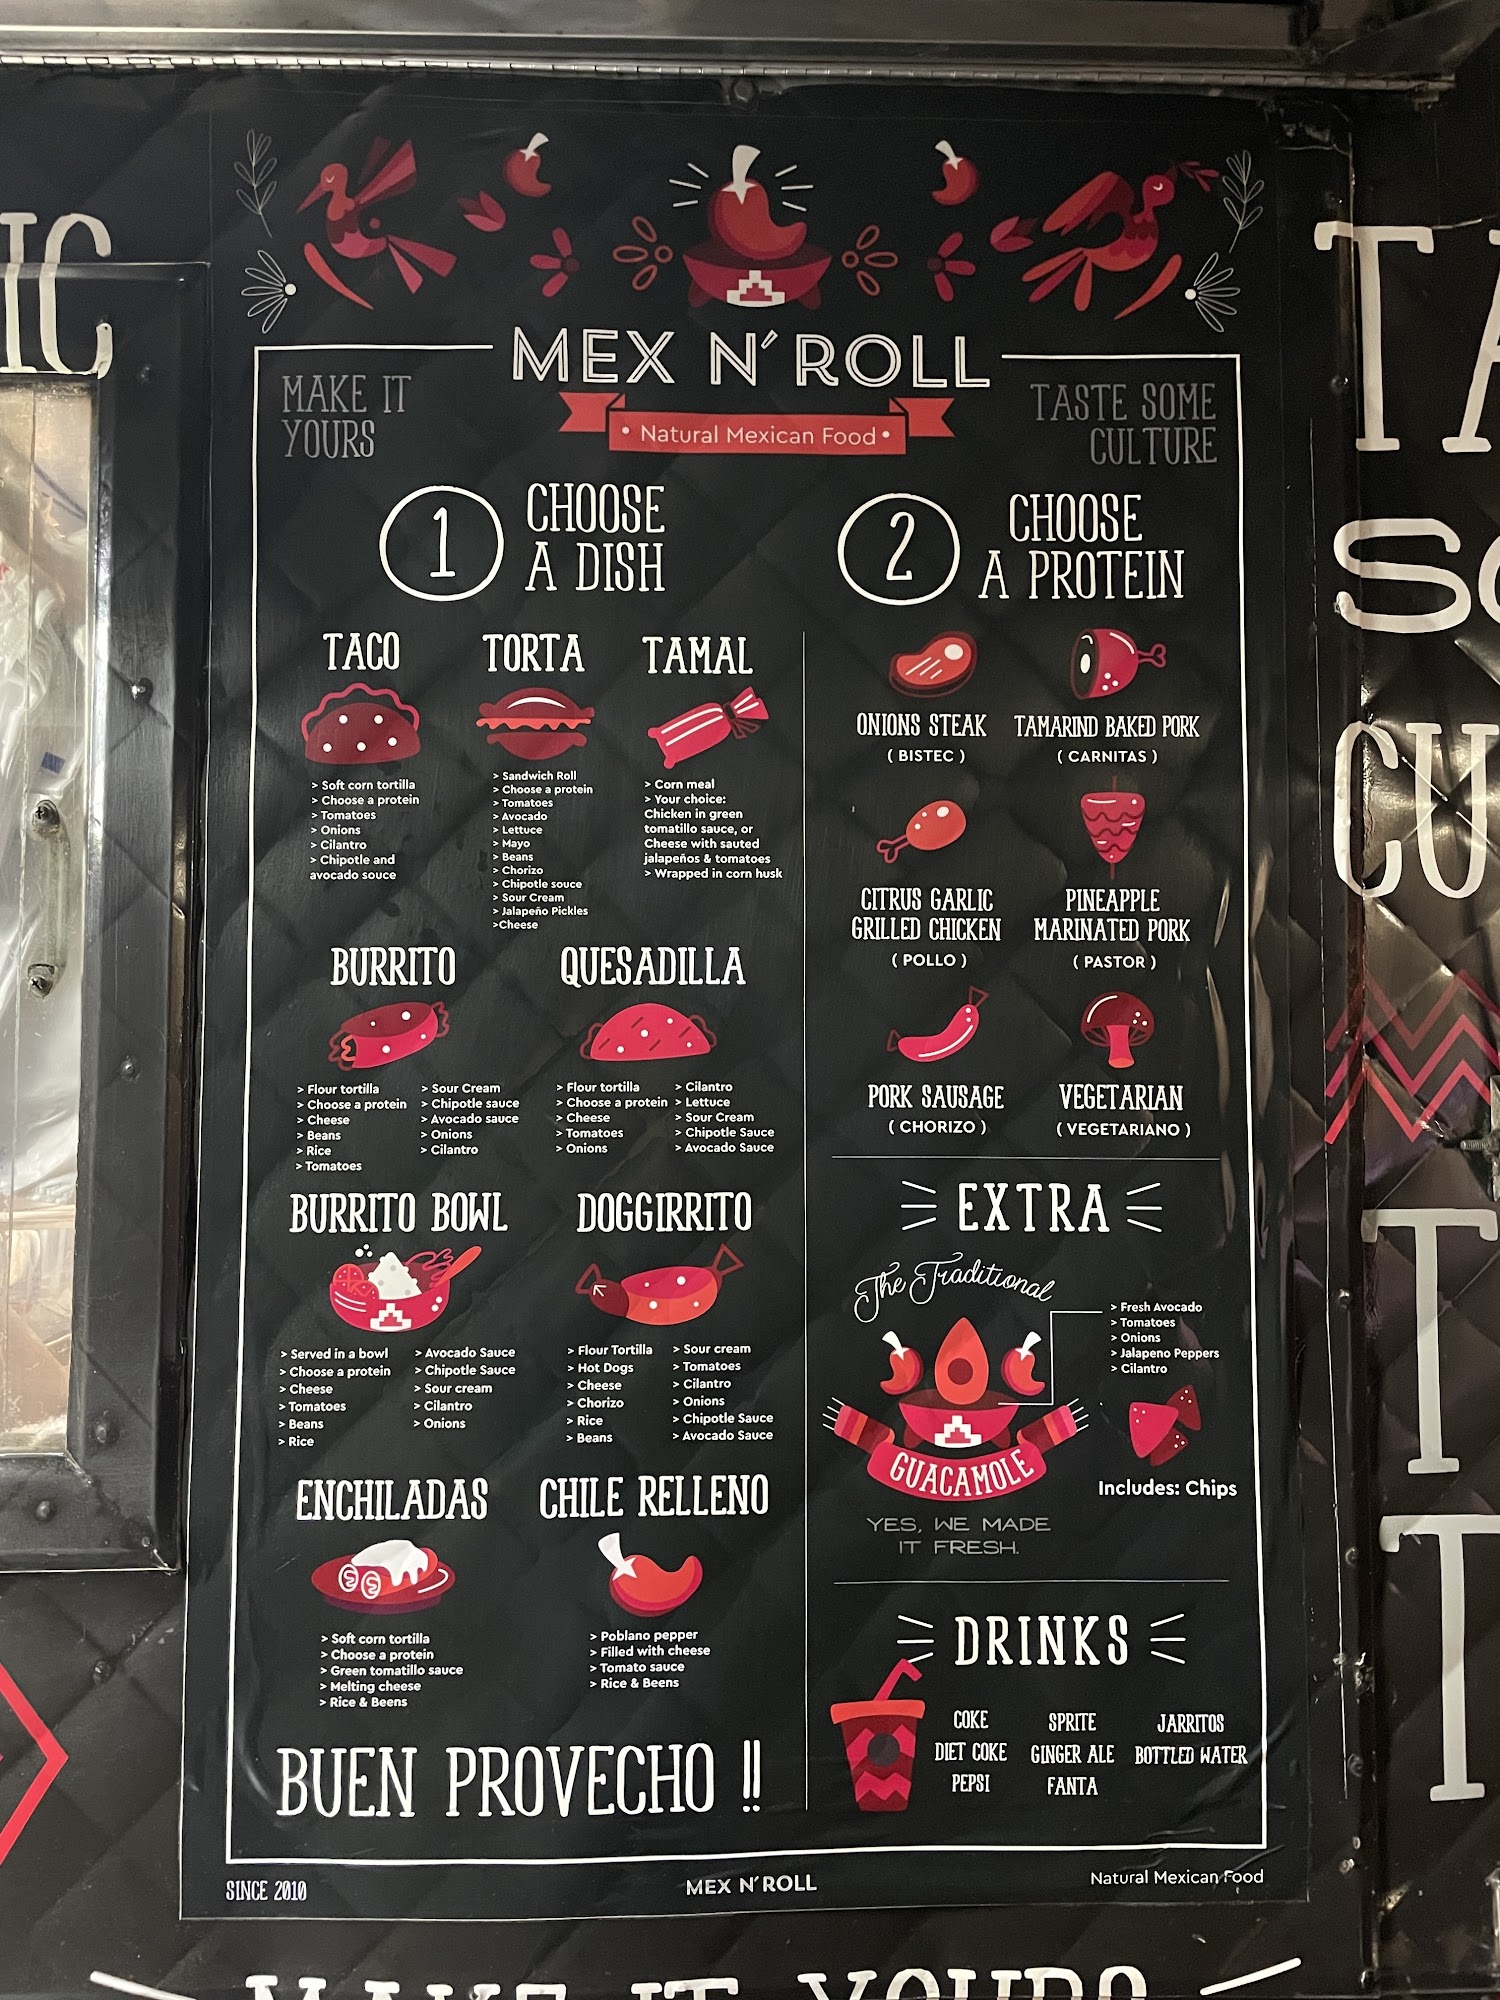 IC
MEX N' ROLL
• Natural Mexican Food •
MAKE IT
YOURS
TASTE SOME
CULTURE
1
CHOOSE
A DISH
TACO
> Soft corn tortilla
> Choose a protein
> Tomatoes
> Onions
> Cilantro
> Chipotle and
avocado souce
TORTA
> Sandwich Roll
> Choose a protein
> Tomatoes
> Avocado
> Lettuce
> Mayo
> Beans
> Chorizo
> Chipotle souce
> Sour Cream
> Jalapeño Pickles
>Cheese
TAMAL
> Corn meal
> Your choice:
Chicken in green
tomatillo sauce, or
Cheese with sauted
jalapeños & tomatoes
> Wrapped in corn husk
BURRITO
> Flour tortilla
> Choose a protein
> Cheese
> Beans
> Rice
> Tomatoes
> Sour Cream
> Chipotle sauce
> Avocado sauce
> Onions
> Cilantro
QUESADILLA
> Flour tortilla
> Choose a protein
> Cheese
> Tomatoes
> Onions
> Cilantro
> Lettuce
> Sour Cream
> Chipotle Sauce
> Avocado Sauce
BURRITO BOWL
> Served in a bowl
> Choose a protein
> Cheese
> Tomatoes
> Beans
> Rice
> Avocado Sauce
> Chipotle Sauce
> Sour cream
> Cilantro
> Onions
DOGGIRRITO
> Flour Tortilla
> Hot Dogs
> Cheese
> Chorizo
> Rice
> Beans
> Sour cream
> Tomatoes
> Cilantro
> Onions
> Chipotle Sauce
> Avocado Sauce
ENCHILADAS
> Soft corn tortilla
> Choose a protein
> Green tomatillo sauce
> Melting cheese
> Rice & Beens
CHILE RELLENO
> Poblano pepper
> Filled with cheese
> Tomato sauce
> Rice & Beens
BUEN PROVECHO !!
2
CHOOSE
A PROTEIN
ONIONS STEAK
( BISTEC )
TAMARIND BAKED PORK
( CARNITAS )
CITRUS GARLIC
GRILLED CHICKEN
( POLLO )
PINEAPPLE
MARINATED PORK
( PASTOR )
PORK SAUSAGE
( CHORIZO )
VEGETARIAN
( VEGETARIANO )
EXTRA
The Traditional
GUACAMOLE
> Fresh Avocado
> Tomatoes
> Onions
> Jalapeno Peppers
> Cilantro
Includes: Chips
YES, WE MADE
IT FRESH.
DRINKS
COKE
DIET COKE
PEPSI
SPRITE
GINGER ALE
FANTA
JARRITOS
BOTTLED WATER
SINCE 2010
MEX N' ROLL
Natural Mexican Food
MAKE IT YOURS
TA
SO
CU
T
T